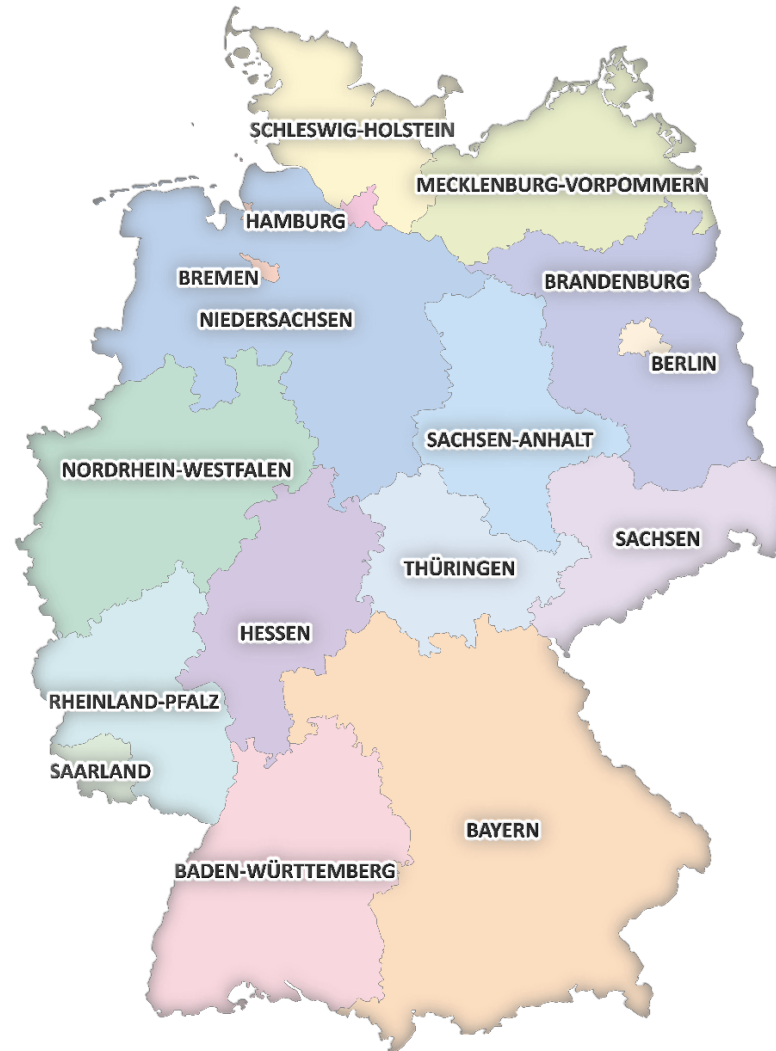 SCHLESWIG-HOLSTEIN
MECKLENBURG-VORPOMMERN
HAMBURG
BREMEN
BRANDENBURG
NIEDERSACHSEN
BERLIN
SACHSEN-ANHALT
NORDRHEIN-WESTFALEN
SACHSEN
THÜRINGEN
HESSEN
RHEINLAND-PFALZ
SAARLAND
BAYERN
BADEN-WÜRTTEMBERG